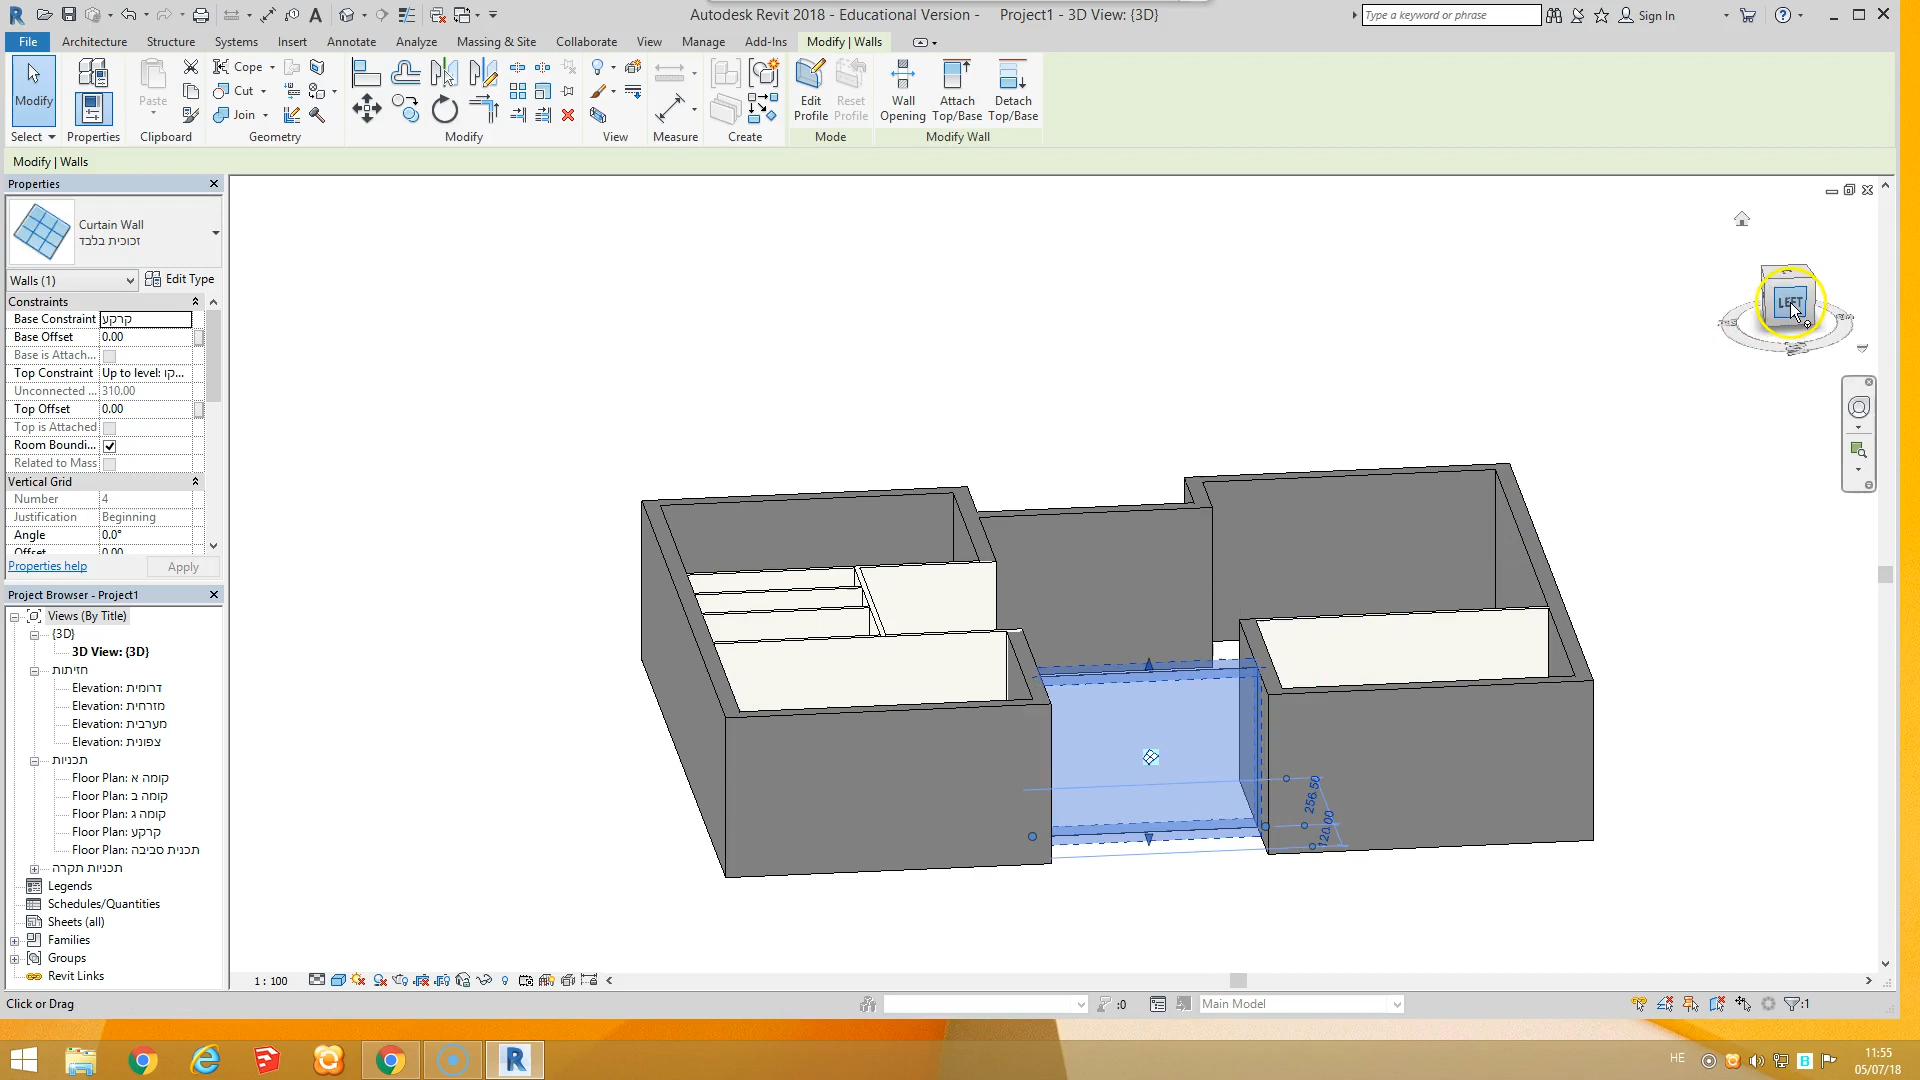 Autodesk Revit 2018 - Educational Version - Project1 - 3D View: {3D}
Type a keyword or phrase
Sign In
File Architecture Structure Systems Insert Annotate Analyze Massing & Site Collaborate View Manage Add-Ins Modify | Walls
Modify
Select
Properties
Paste
Clipboard
Cope
Cut
Join
Geometry
Modify
View
Measure
Create
Edit Profile
Reset Profile
Mode
Wall Opening
Attach Top/Base
Detach Top/Base
Modify Wall
Modify | Walls
Properties
Curtain Wall
זכוכית בלבד
Walls (1)
Edit Type
Constraints
Base Constraint קרקע
Base Offset 0.00
Base is Attach...
Top Constraint Up to level: קו...
Unconnected ... 310.00
Top Offset 0.00
Top is Attached
Room Boundi...
Related to Mass
Vertical Grid
Number 4
Justification Beginning
Angle 0.0°
Offset 0.00
Properties help
Apply
Project Browser - Project1
Views (By Title)
{3D}
3D View: {3D}
חזיתות
Elevation: דרומית
Elevation: מזרחית
Elevation: מערבית
Elevation: צפונית
תכניות
Floor Plan: קומה א
Floor Plan: קומה ב
Floor Plan: קומה ג
Floor Plan: קרקע
Floor Plan: תכנית סביבה
תכניות תקרה
Legends
Schedules/Quantities
Sheets (all)
Families
Groups
Revit Links
LEFT
256.50
120.00
1 : 100
Click or Drag
:0
Main Model
:1
HE
11:55
05/07/18